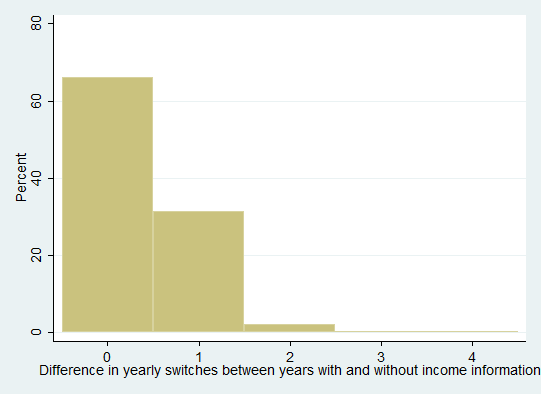 80
60
40
20
0
Percent
0 1 2 3 4
Difference in yearly switches between years with and without income information